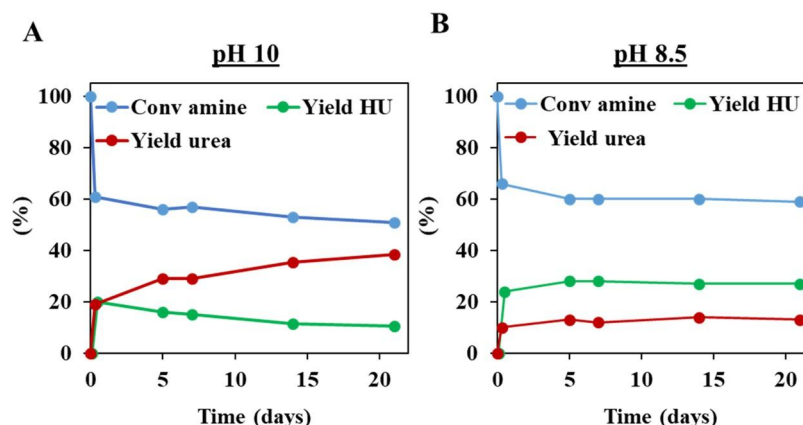 A
pH 10
100
80
60
40
20
0
(%)
Conv amine
Yield HU
Yield urea
0
5
10
15
20
Time (days)
B
pH 8.5
100
80
60
40
20
0
(%)
Conv amine
Yield HU
Yield urea
0
5
10
15
20
Time (days)